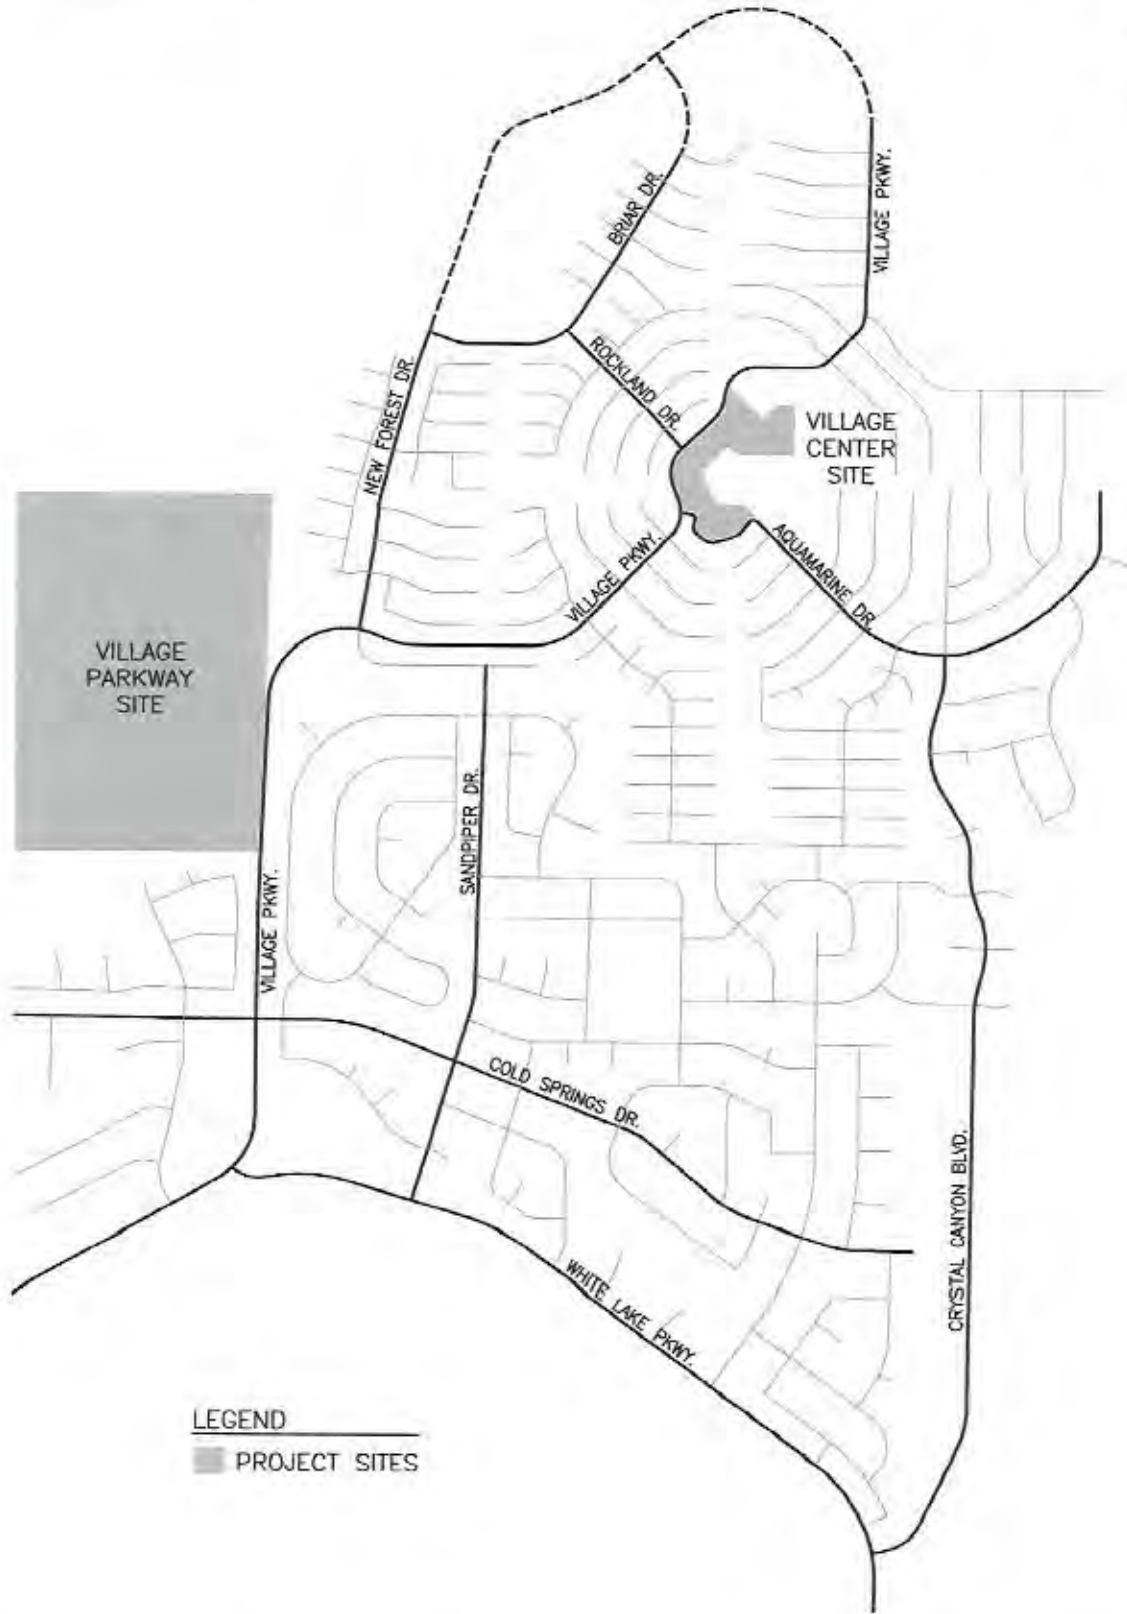 BRIAR DR.
VILLAGE PKWY.
ROCKLAND DR.
NEW FOREST DR.
VILLAGE
CENTER
SITE
AQUAMARINE DR.
VILLAGE PKWY.
VILLAGE
PARKWAY
SITE
SANDPIPER DR.
VILLAGE PKWY.
COLD SPRINGS DR.
CRYSTAL CANYON BLVD.
WHITE LAKE PKWY.
LEGEND
PROJECT SITES